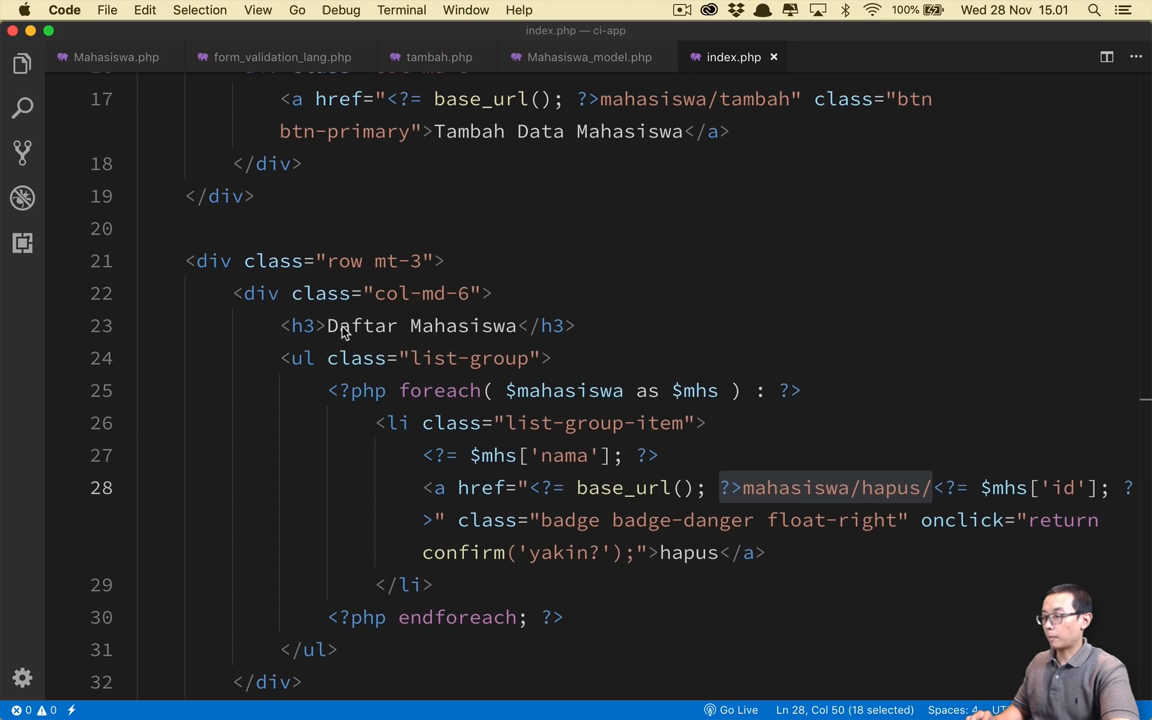 Code File Edit Selection View Go Debug Terminal Window Help 100% Wed 28 Nov 15.01
index.php — ci-app
Mahasiswa.php form_validation_lang.php tambah.php Mahasiswa_model.php index.php ×
17 <a href="<?= base_url(); ?>mahasiswa/tambah" class="btn
btn-primary">Tambah Data Mahasiswa</a>
18 </div>
19 </div>
20
21 <div class="row mt-3">
22 <div class="col-md-6">
23 <h3>Daftar Mahasiswa</h3>
24 <ul class="list-group">
25 <?php foreach( $mahasiswa as $mhs ) : ?>
26 <li class="list-group-item">
27 <?= $mhs['nama']; ?>
28 <a href="<?= base_url(); ?>mahasiswa/hapus/<?= $mhs['id']; ?
>" class="badge badge-danger float-right" onclick="return
confirm('yakin?');">hapus</a>
29 </li>
30 <?php endforeach; ?>
31 </ul>
32 </div>
0 0 Go Live Ln 28, Col 50 (18 selected) Spaces: